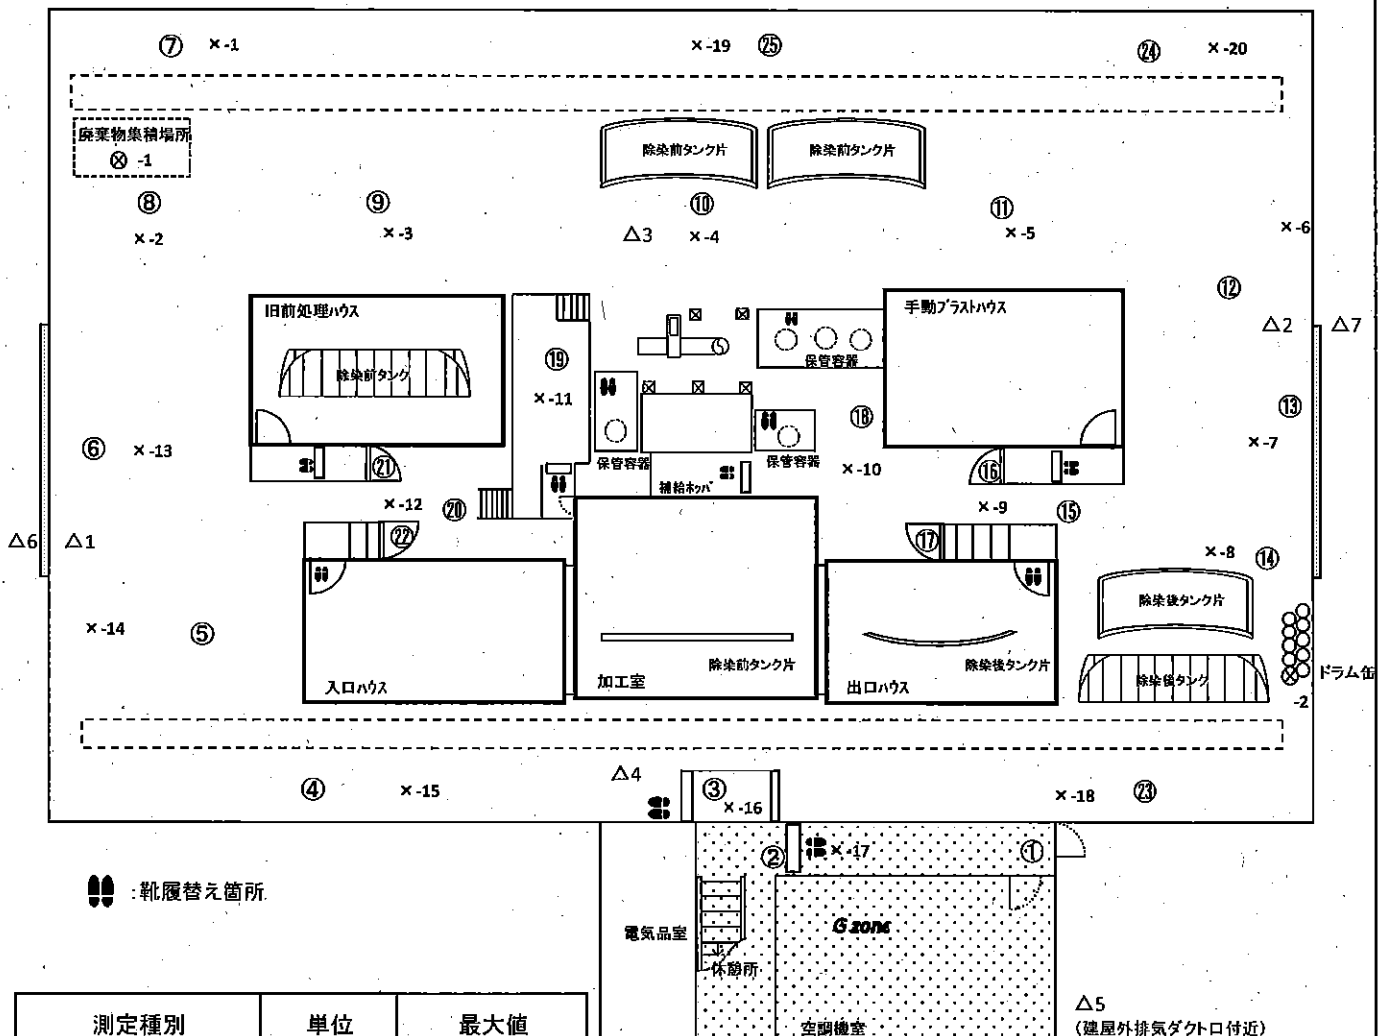 ⑦ ×-1 ×-19 ㉕ ㉔ ×-20
廃棄物集積場所
⊗ -1
除染前タンク片 除染前タンク片
⑧ ⑨ ⑩ ⑪
×-2 ×-3 △3 ×-4 ×-5 ×-6
⑫
旧前処理ハウス 手動ブラストハウス
△2 △7
除染前タンク
⑲ 保管容器
×-11 ⑱ ⑬
⑥ ×-13 ×-7
㉑ 保管容器 保管容器 ×-10 ⑯
補給ホッパ
×-12 ⑳ ×-9 ⑮
△6 △1 ㉒ ⑰
×-8 ⑭
除染後タンク片
×-14 ⑤
除染前タンク片 除染後タンク片
入口ハウス 加工室 出口ハウス
除染後タンク ドラム缶
-2
④ ×-15 △4 ③ ×-16 ×-18 ㉓
② ×-17 ①
:靴履替え箇所
電気品室 G zone
休憩所
測定種別 単位 最大値
空調機室
△5
(建屋外排気ダクト口付近)